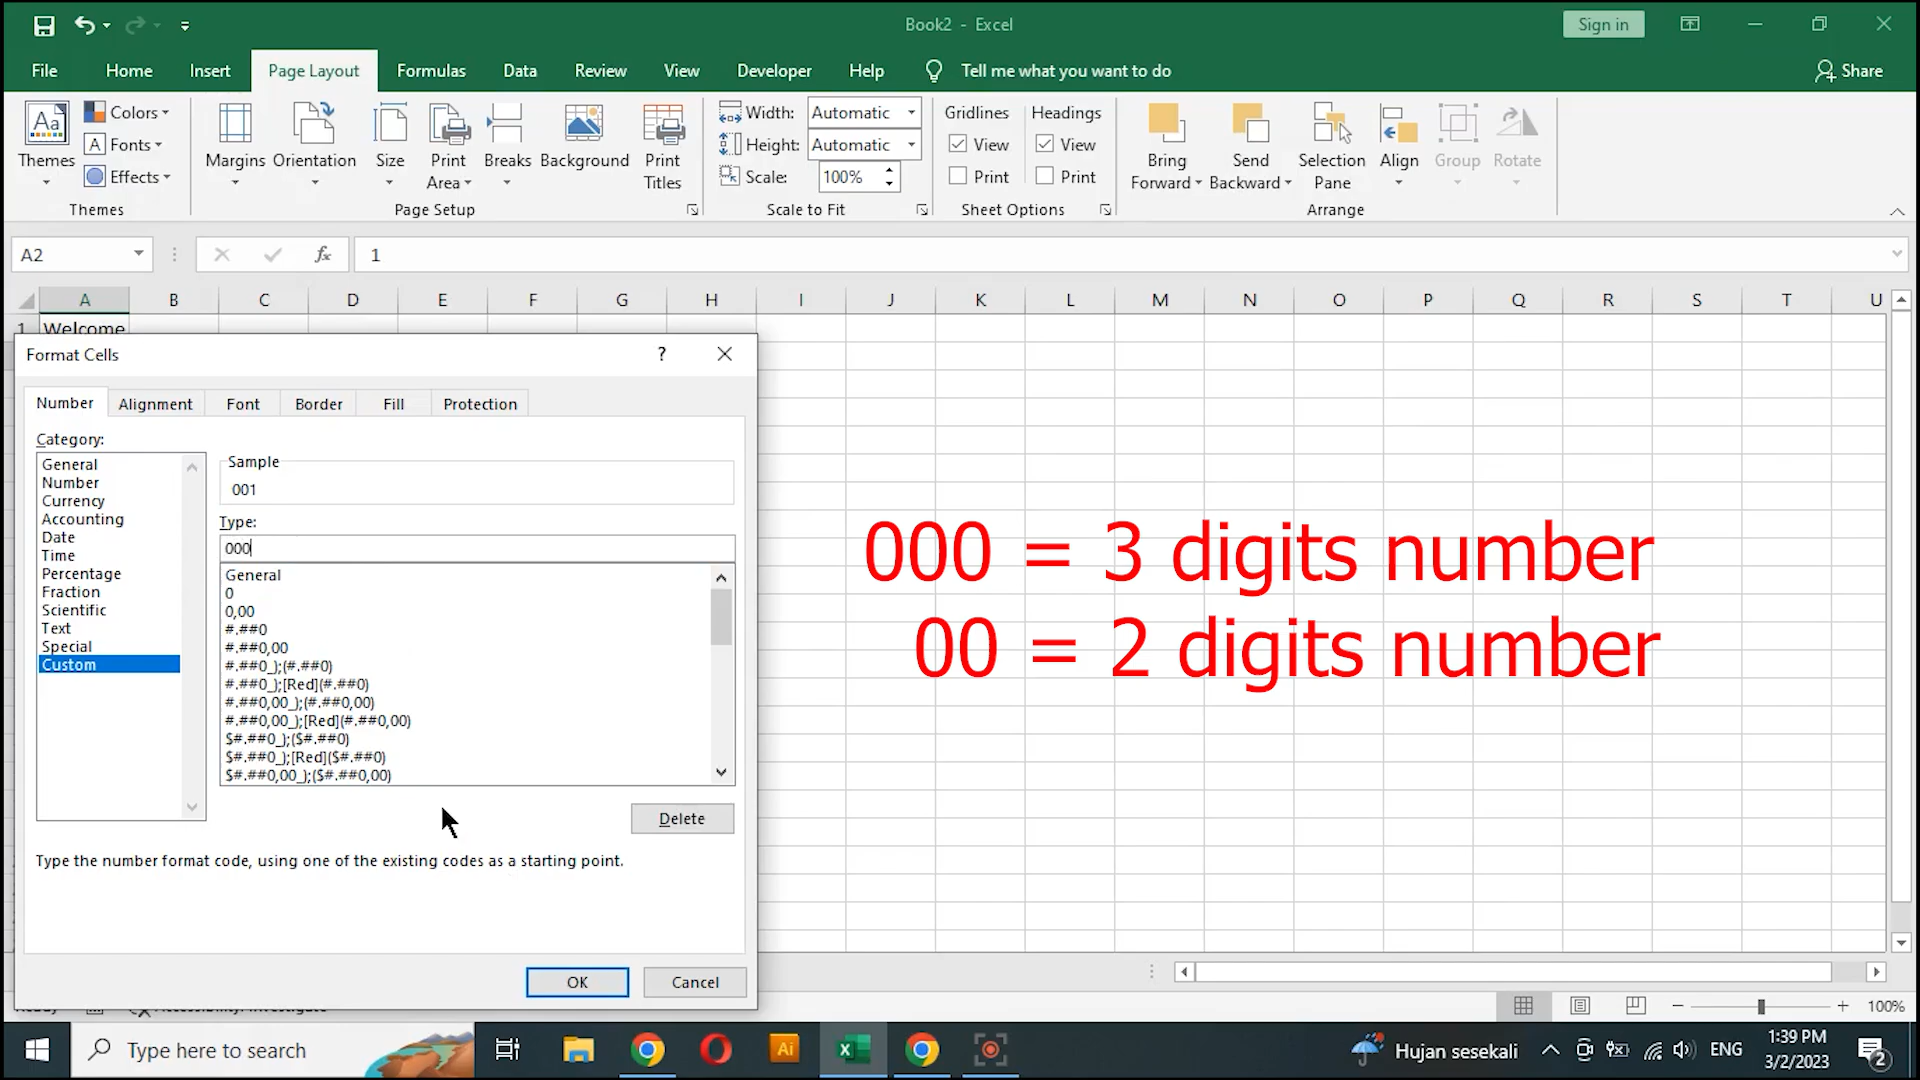 Book2 - Excel
Sign in
File Home Insert Page Layout Formulas Data Review View Developer Help Tell me what you want to do Share
Themes
Colors
Fonts
Effects
Themes
Margins Orientation Size Print Area Breaks Background Print Titles
Page Setup
Width: Automatic
Height: Automatic
Scale: 100%
Scale to Fit
Gridlines Headings
View View
Print Print
Sheet Options
Bring Forward Send Backward Selection Pane Align Group Rotate
Arrange
A2 fx 1
A B C D E F G H I J K L M N O P Q R S T U
1 Welcome
Format Cells ?
Number Alignment Font Border Fill Protection
Category:
General
Number
Currency
Accounting
Date
Time
Percentage
Fraction
Scientific
Text
Special
Custom
Sample
001
Type:
000
General
0
0,00
#.##0
#.##0,00
#.##0_);(#.##0)
#.##0_);[Red](#.##0)
#.##0,00_);(#.##0,00)
#.##0,00_);[Red](#.##0,00)
$#.##0_);($#.##0)
$#.##0_);[Red]($#.##0)
$#.##0,00_);($#.##0,00)
Delete
Type the number format code, using one of the existing codes as a starting point.
OK Cancel
000 = 3 digits number
00 = 2 digits number
100%
Type here to search
Ai
Hujan sesekali
ENG
1:39 PM
3/2/2023
2